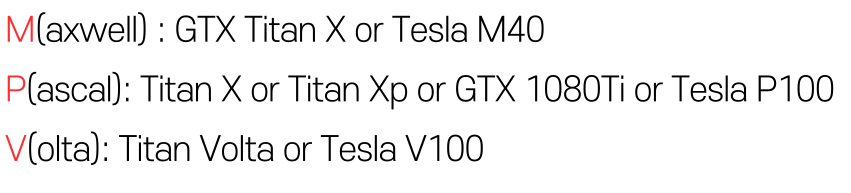 M(axwell) : GTX Titan X or Tesla M40
P(ascal): Titan X or Titan Xp or GTX 1080Ti or Tesla P100
V(olta): Titan Volta or Tesla V100